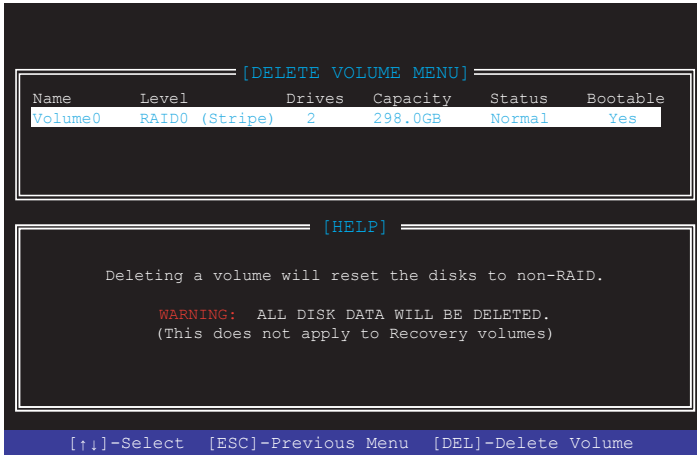 [DELETE VOLUME MENU]
Name Level Drives Capacity Status Bootable
Volume0 RAID0 (Stripe) 2 298.0GB Normal Yes
[HELP]
Deleting a volume will reset the disks to non-RAID.
WARNING: ALL DISK DATA WILL BE DELETED.
(This does not apply to Recovery volumes)
[↑↓]-Select [ESC]-Previous Menu [DEL]-Delete Volume